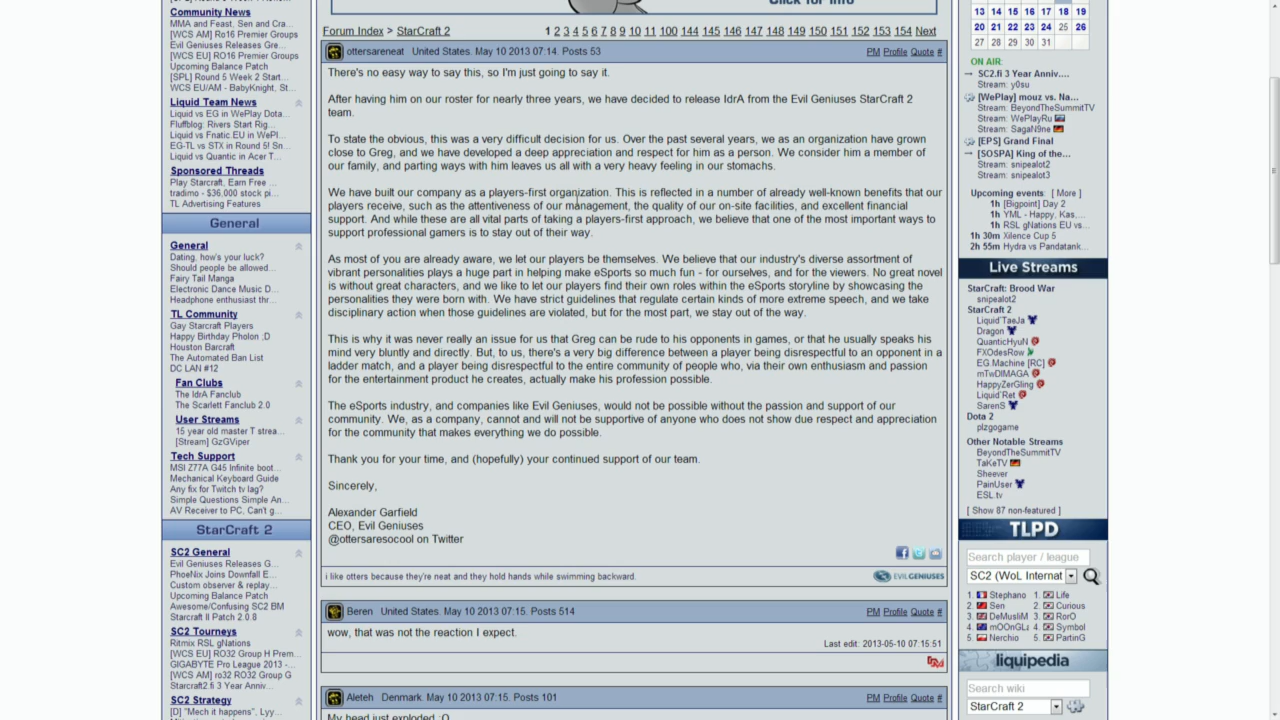 Community News
MMA and Feast, Sen and Cra...
[WCS AM] RO16 Premier Groups
Evil Geniuses Releases Gre...
[WCS EU] RO16 Premier Groups
Upcoming Balance Patch
[SPL] Round 5 Week 2 Start...
WCS EU/AM - BabyKnight, St...
Liquid Team News
Liquid vs EG in WePlay Dota...
Fluffblog: Rivers Start Rig...
Liquid vs Fnatic.EU in WePl...
EG-TL vs STX in Round 5! Sn...
Liquid vs Quantic in Acer T...
Sponsored Threads
Play Starcraft, Earn Free ...
tradimo - $35,000 stock pi...
TL Advertising Features
General
General
Dating, how's your luck?
Should people be allowed...
Fairy Tail Manga
Electronic Dance Music D...
Headphone enthusiast thr...
TL Community
Gay Starcraft Players
Happy Birthday Pholon ;D
Houston Barcraft
The Automated Ban List
DC LAN #12
Fan Clubs
The IdrA Fanclub
The Scarlett Fanclub 2.0
User Streams
15 year old master T strea...
[Stream] GzGViper
Tech Support
MSI Z77A G45 Infinite boot...
Mechanical Keyboard Guide
Any fix for Twitch tv lag?
Simple Questions Simple An...
AV Receiver to PC, Can't g...
StarCraft 2
SC2 General
Evil Geniuses Releases G...
PhoeNix Joins Downfall E...
Custom observer & replay...
Upcoming Balance Patch
Awesome/Confusing SC2 BM
Starcraft II Patch 2.0.8
SC2 Tourneys
Ritmix RSL gNations
[WCS EU] RO32 Group H Prem...
GIGABYTE Pro League 2013 -...
[WCS AM] ro32 RO32 Group G
Starcraft2.fi 3 Year Anniv...
SC2 Strategy
[D] "Mech it happens", Lyy...
Click for info
Forum Index > StarCraft 2
1 2 3 4 5 6 7 8 9 10 11 100 144 145 146 147 148 149 150 151 152 153 154 Next
ottersareneat United States. May 10 2013 07:14. Posts 53
PM Profile Quote #
There's no easy way to say this, so I'm just going to say it.
After having him on our roster for nearly three years, we have decided to release IdrA from the Evil Geniuses StarCraft 2
team.
To state the obvious, this was a very difficult decision for us. Over the past several years, we as an organization have grown
close to Greg, and we have developed a deep appreciation and respect for him as a person. We consider him a member of
our family, and parting ways with him leaves us all with a very heavy feeling in our stomachs.
We have built our company as a players-first organization. This is reflected in a number of already well-known benefits that our
players receive, such as the attentiveness of our management, the quality of our on-site facilities, and excellent financial
support. And while these are all vital parts of taking a players-first approach, we believe that one of the most important ways to
support professional gamers is to stay out of their way.
As most of you are already aware, we let our players be themselves. We believe that our industry's diverse assortment of
vibrant personalities plays a huge part in helping make eSports so much fun - for ourselves, and for the viewers. No great novel
is without great characters, and we like to let our players find their own roles within the eSports storyline by showcasing the
personalities they were born with. We have strict guidelines that regulate certain kinds of more extreme speech, and we take
disciplinary action when those guidelines are violated, but for the most part, we stay out of the way.
This is why it was never really an issue for us that Greg can be rude to his opponents in games, or that he usually speaks his
mind very bluntly and directly. But, to us, there's a very big difference between a player being disrespectful to an opponent in a
ladder match, and a player being disrespectful to the entire community of people who, via their own enthusiasm and passion
for the entertainment product he creates, actually make his profession possible.
The eSports industry, and companies like Evil Geniuses, would not be possible without the passion and support of our
community. We, as a company, cannot and will not be supportive of anyone who does not show due respect and appreciation
for the community that makes everything we do possible.
Thank you for your time, and (hopefully) your continued support of our team.
Sincerely,
Alexander Garfield
CEO, Evil Geniuses
@ottersaresocool on Twitter
i like otters because they're neat and they hold hands while swimming backward.
EVIL GENIUSES
Beren United States. May 10 2013 07:15. Posts 514
PM Profile Quote #
wow, that was not the reaction I expect.
Last edit: 2013-05-10 07:15:51
Aleteh Denmark. May 10 2013 07:15. Posts 101
PM Profile Quote #
My head just exploded :O
13 14 15 16 17 18 19
20 21 22 23 24 25 26
27 28 29 30 31
ON AIR:
SC2.fi 3 Year Anniv....
Stream: y0su
[WePlay] mouz vs. Na...
Stream: BeyondTheSummitTV
Stream: WePlayRu
Stream: SagaN9ne
[EPS] Grand Final
[SOSPA] King of the...
Stream: snipealot2
Stream: snipealot3
Upcoming events: [ More ]
1h [Bigpoint] Day 2
1h YML - Happy, Kas,...
1h RSL gNations EU vs...
1h 30m Xilence Cup 5
2h 55m Hydra vs Pandatank...
Live Streams
StarCraft: Brood War
snipealot2
StarCraft 2
Liquid`TaeJa
Dragon
QuanticHyuN
FXOdesRow
EG.Machine [RC]
mTwDIMAGA
HappyZerGling
Liquid`Ret
SarenS
Dota 2
plzgogame
Other Notable Streams
BeyondTheSummitTV
TaKeTV
Sheever
PainUser
ESL.tv
[ Show 87 non-featured ]
TLPD
Search player / league
SC2 (WoL Internat
1. Stephano 1. Life
2. Sen 2. Curious
3. DeMusliM 3. RorO
4. mOOnGLa 4. Symbol
5. Nerchio 5. PartinG
liquipedia
Search wiki
StarCraft 2